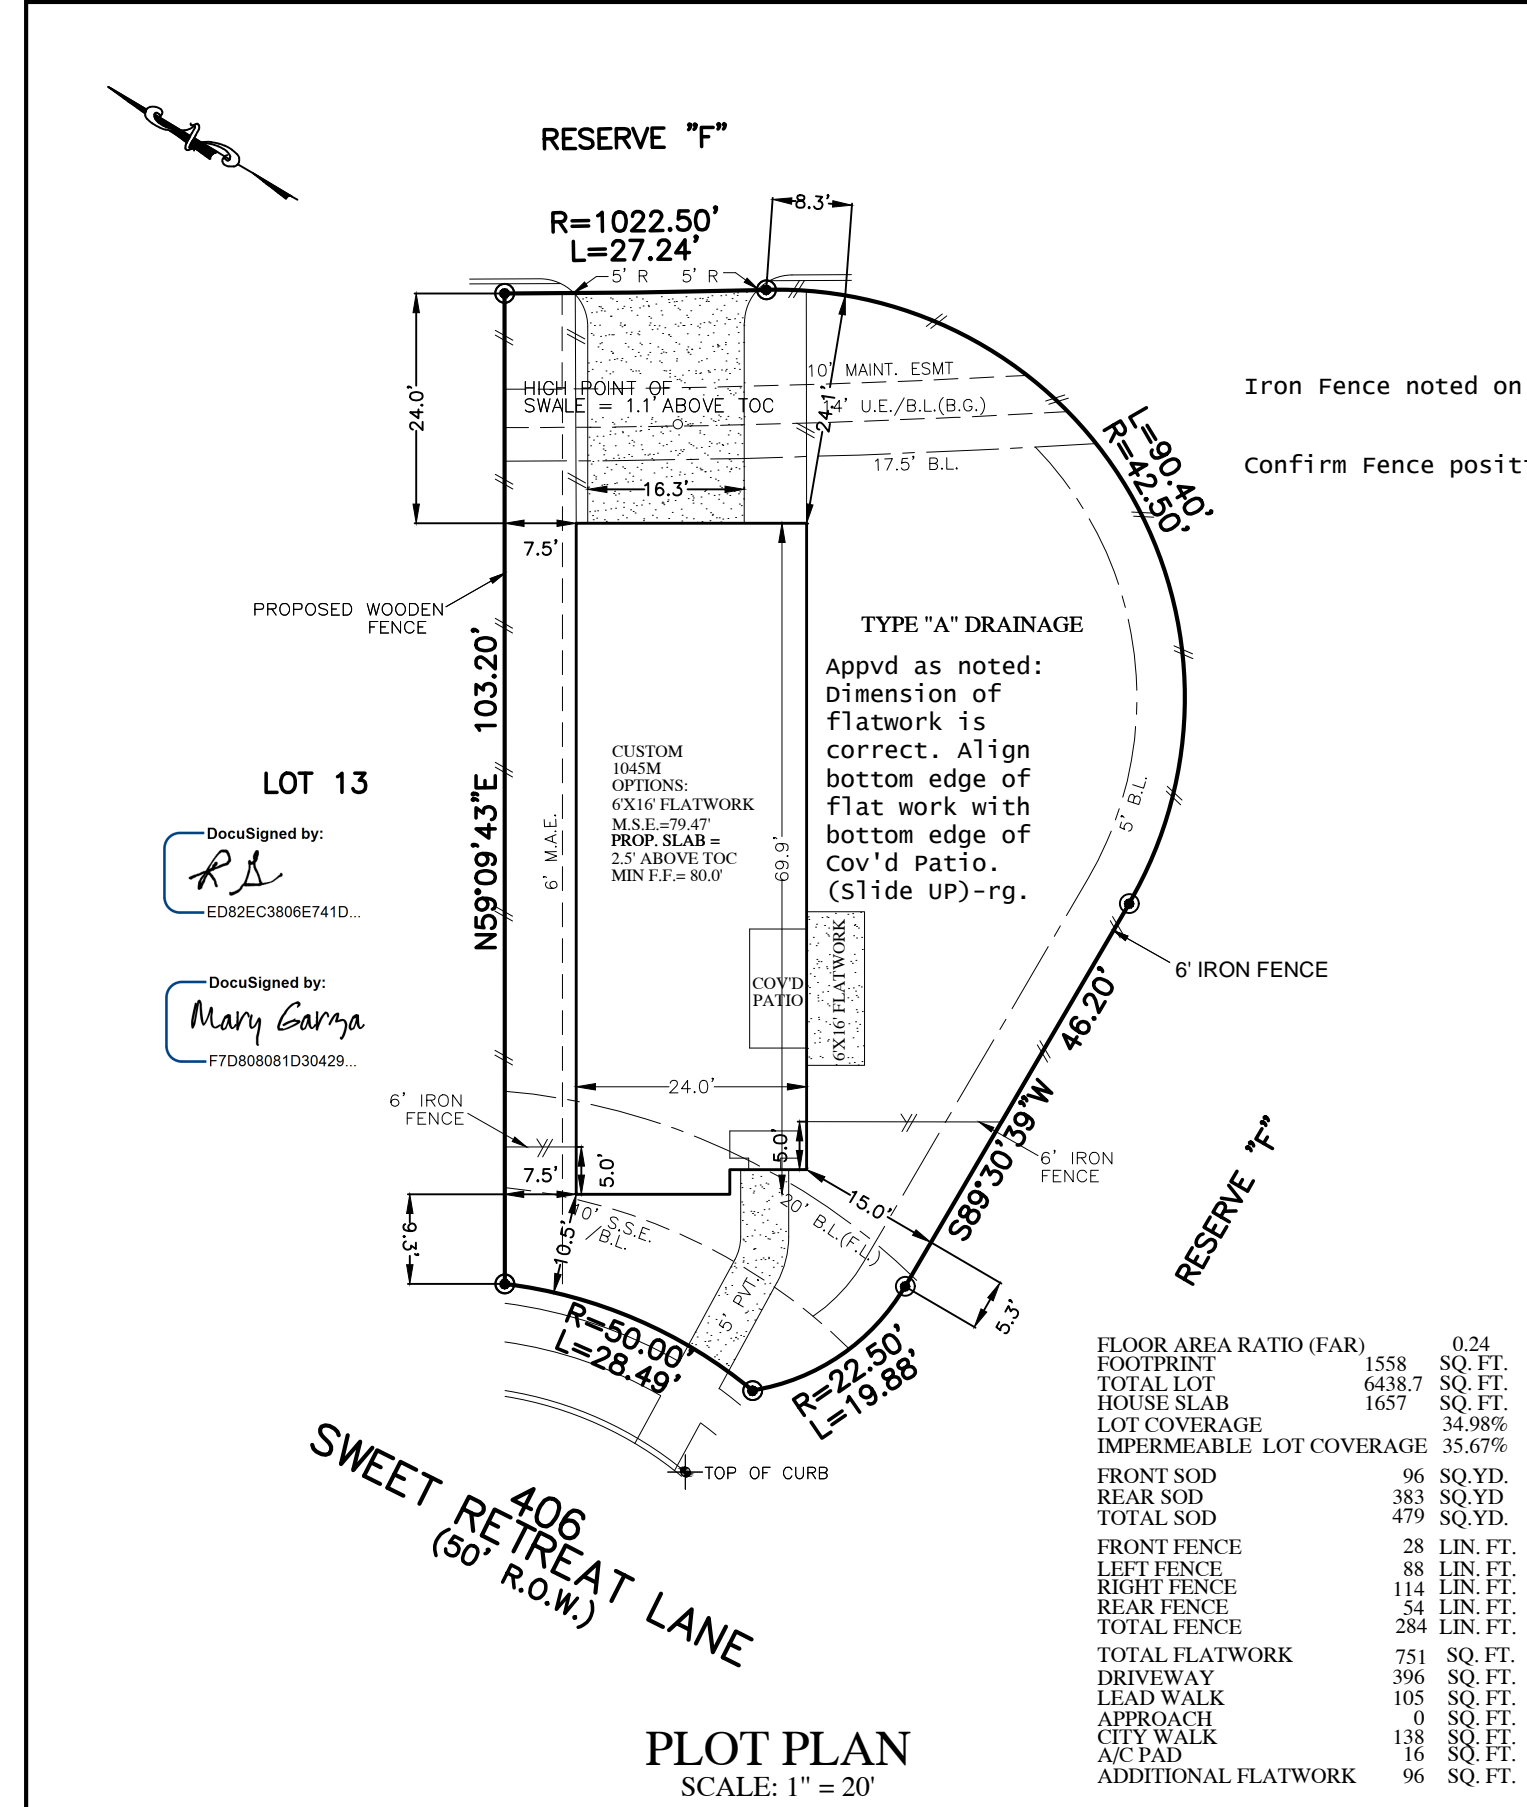 RESERVE "F"
8.3'
R=1022.50'
L=27.24'
5' R
5' R
24.0'
HIGH POINT OF
SWALE = 1.1' ABOVE TOC
10' MAINT. ESMT
14' U.E./B.L.(B.G.)
24.1'
17.5' B.L.
16.3'
L=90.40'
R=42.50'
Iron Fence noted on
Confirm Fence posit
7.5'
PROPOSED WOODEN
FENCE
N59°09'43"E 103.20'
6' M.A.E.
TYPE "A" DRAINAGE
Appvd as noted:
Dimension of
flatwork is
correct. Align
bottom edge of
flat work with
bottom edge of
Cov'd Patio.
(Slide UP)-rg.
CUSTOM
1045M
OPTIONS:
6'X16' FLATWORK
M.S.E.=79.47'
PROP. SLAB =
2.5' ABOVE TOC
MIN F.F.= 80.0'
69.9'
5' B.L.
LOT 13
DocuSigned by:
ED82EC3806E741D...
DocuSigned by:
Mary Garza
F7D808081D30429...
COV'D
PATIO
6'X16' FLATWORK
6' IRON FENCE
S89°30'39"W 46.20'
24.0'
6' IRON
FENCE
7.5'
5.0'
5.0'
6' IRON
FENCE
RESERVE "F"
15.0'
9.3'
10.5'
10' S.S.E.
/B.L.
20' B.L.(F.L.)
5' PVT.
5.3'
R=50.00'
L=28.49'
R=22.50'
L=19.88'
TOP OF CURB
406
SWEET RETREAT LANE
(50' R.O.W.)
FLOOR AREA RATIO (FAR) 0.24
FOOTPRINT 1558 SQ. FT.
TOTAL LOT 6438.7 SQ. FT.
HOUSE SLAB 1657 SQ. FT.
LOT COVERAGE 34.98%
IMPERMEABLE LOT COVERAGE 35.67%
FRONT SOD 96 SQ.YD.
REAR SOD 383 SQ.YD
TOTAL SOD 479 SQ.YD.
FRONT FENCE 28 LIN. FT.
LEFT FENCE 88 LIN. FT.
RIGHT FENCE 114 LIN. FT.
REAR FENCE 54 LIN. FT.
TOTAL FENCE 284 LIN. FT.
TOTAL FLATWORK 751 SQ. FT.
DRIVEWAY 396 SQ. FT.
LEAD WALK 105 SQ. FT.
APPROACH 0 SQ. FT.
CITY WALK 138 SQ. FT.
A/C PAD 16 SQ. FT.
ADDITIONAL FLATWORK 96 SQ. FT.
PLOT PLAN
SCALE: 1" = 20'